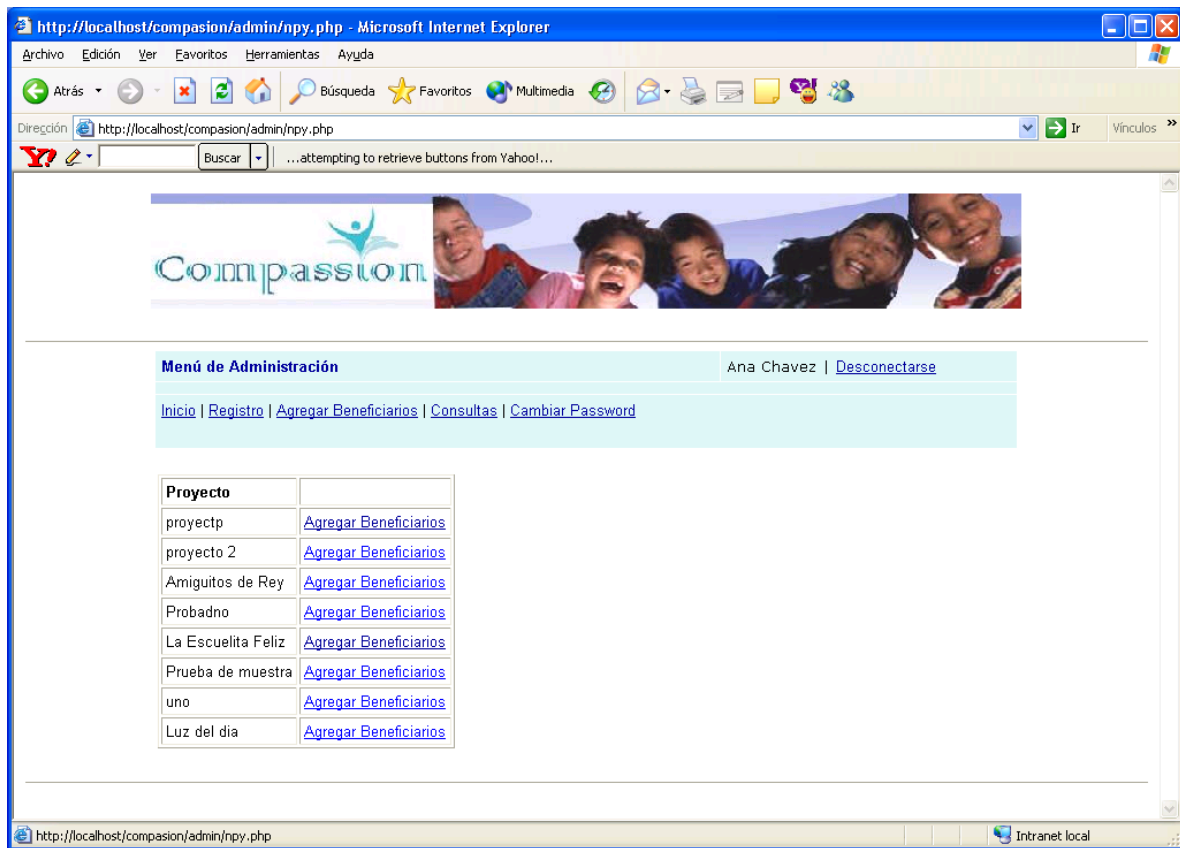 http://localhost/compasion/admin/npy.php - Microsoft Internet Explorer
Archivo Edición Ver Favoritos Herramientas Ayuda
Atrás Búsqueda Favoritos Multimedia
Dirección http://localhost/compasion/admin/npy.php Ir Vínculos »
Y! Buscar ...attempting to retrieve buttons from Yahoo!...
Compassion
Menú de Administración Ana Chavez | Desconectarse
Inicio | Registro | Agregar Beneficiarios | Consultas | Cambiar Password
Proyecto
proyectp Agregar Beneficiarios
proyecto 2 Agregar Beneficiarios
Amiguitos de Rey Agregar Beneficiarios
Probadno Agregar Beneficiarios
La Escuelita Feliz Agregar Beneficiarios
Prueba de muestra Agregar Beneficiarios
uno Agregar Beneficiarios
Luz del dia Agregar Beneficiarios
http://localhost/compasion/admin/npy.php Intranet local